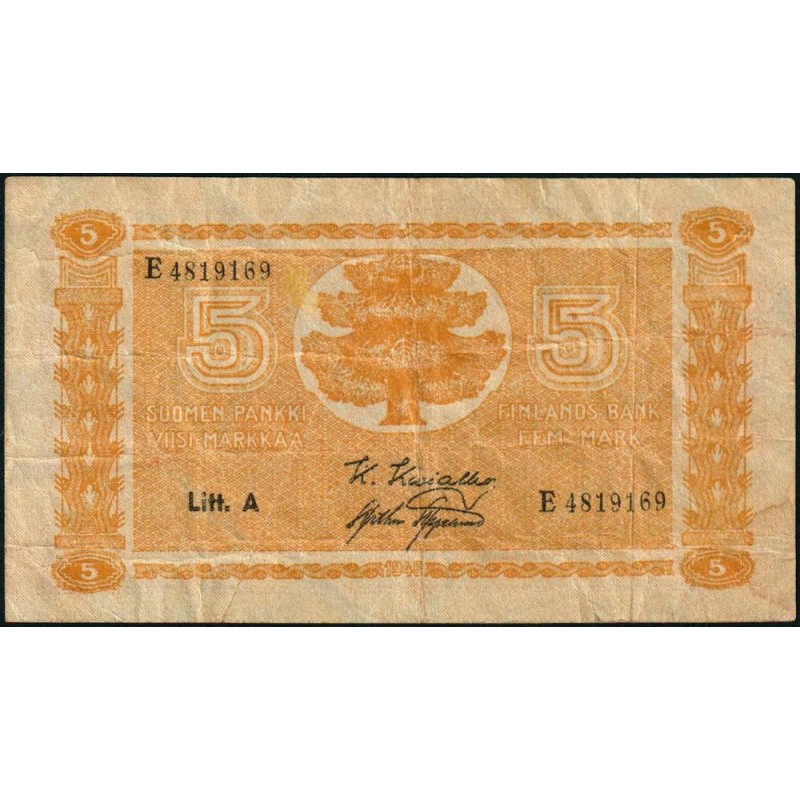 5 5
E 4819169
5 5
SUOMEN PANKKI FINLANDS BANK
VIISI MARKKAA FEM MARK
Litt. A E 4819169
5 1945 5